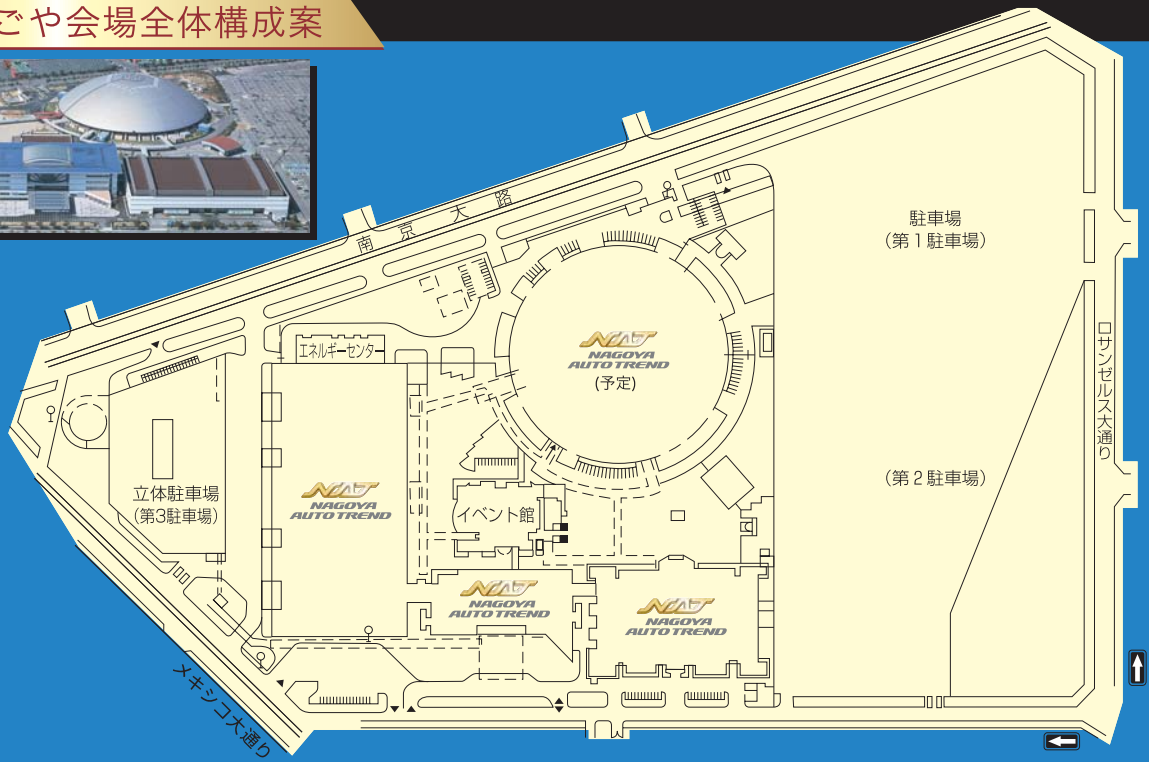 ごや会場全体構成案
南京大路
駐車場
（第1駐車場）
エネルギーセンター
NAT
NAGOYA
AUTO TREND
(予定)
ロサンゼルス大通り
立体駐車場
（第3駐車場）
NAT
NAGOYA
AUTO TREND
イベント館
（第2駐車場）
NAT
NAGOYA
AUTO TREND
NAT
NAGOYA
AUTO TREND
メキシコ大通り